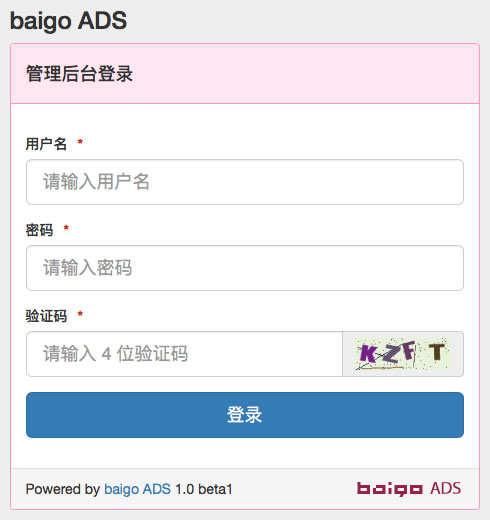 baigo ADS
管理后台登录
用户名 *
请输入用户名
密码 *
请输入密码
验证码 *
请输入 4 位验证码 KZFT
登录
Powered by baigo ADS 1.0 beta1 baigo ADS